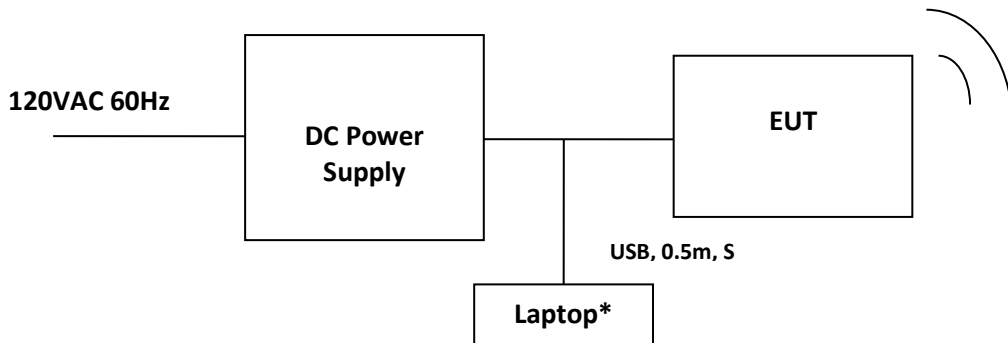 120VAC 60Hz
DC Power
Supply
EUT
USB, 0.5m, S
Laptop*